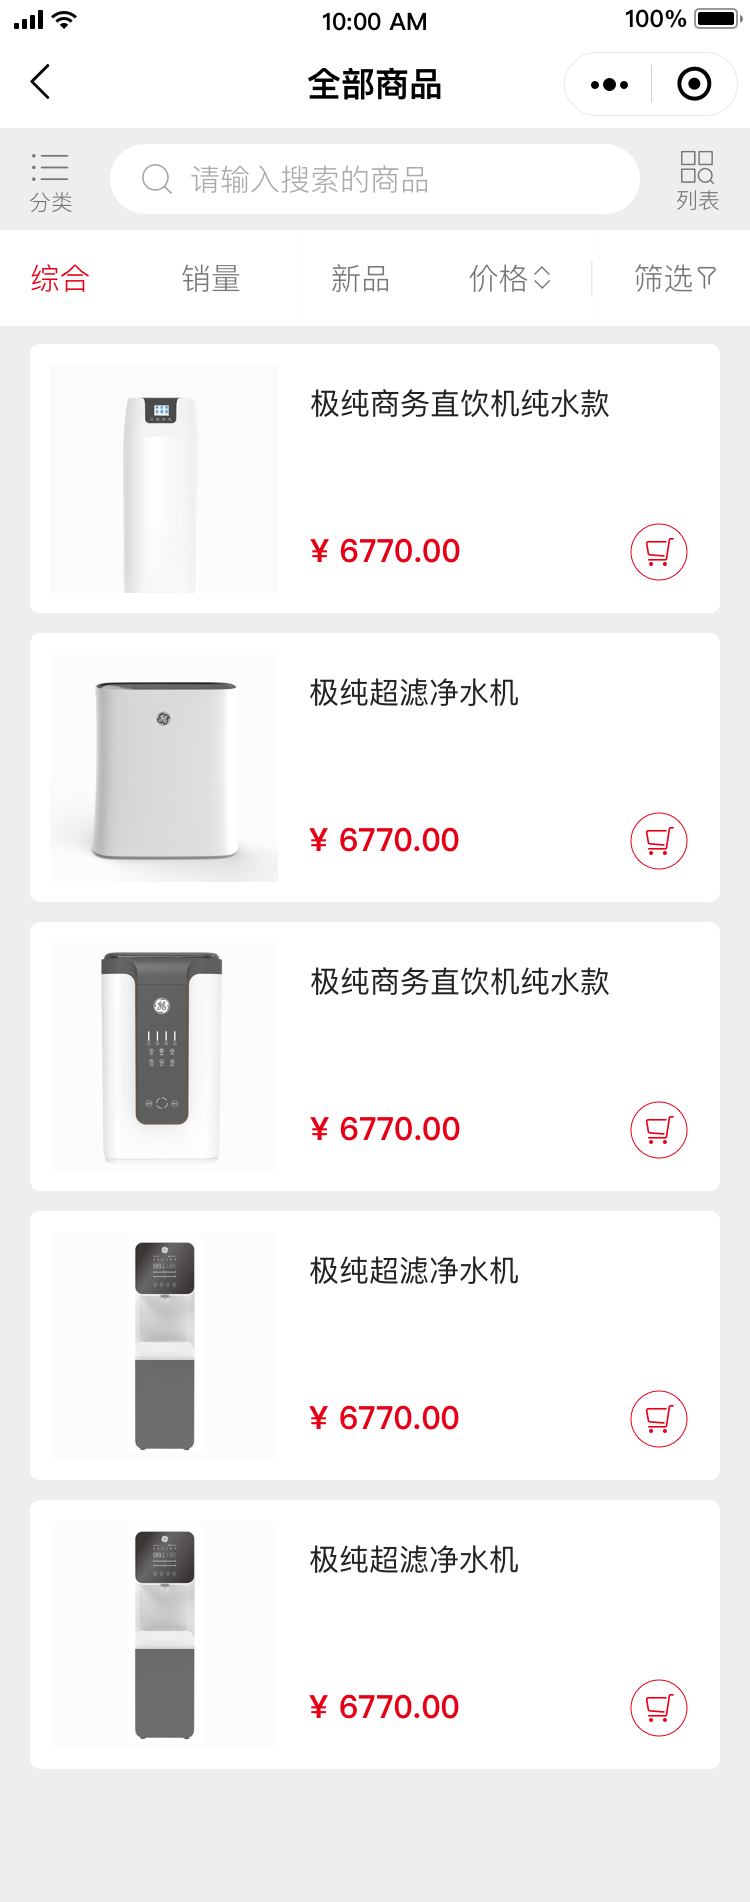 10:00 AM
100%
全部商品
分类
请输入搜索的商品
列表
综合
销量
新品
价格
筛选
极纯商务直饮机纯水款
¥ 6770.00
极纯超滤净水机
¥ 6770.00
极纯商务直饮机纯水款
¥ 6770.00
极纯超滤净水机
¥ 6770.00
极纯超滤净水机
¥ 6770.00